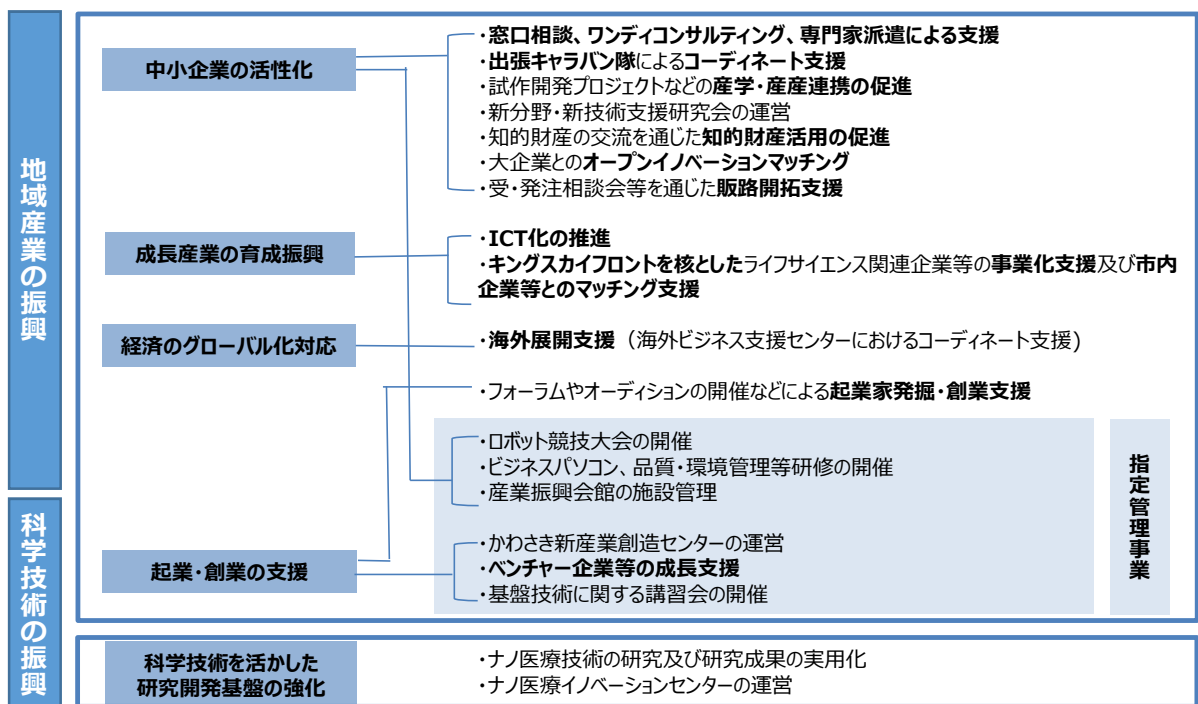 地域産業の振興
中小企業の活性化
・窓口相談、ワンディコンサルティング、専門家派遣による支援
・出張キャラバン隊によるコーディネート支援
・試作開発プロジェクトなどの産学・産産連携の促進
・新分野・新技術支援研究会の運営
・知的財産の交流を通じた知的財産活用の促進
・大企業とのオープンイノベーションマッチング
・受・発注相談会等を通じた販路開拓支援
成長産業の育成振興
・ICT化の推進
・キングスカイフロントを核としたライフサイエンス関連企業等の事業化支援及び市内
企業等とのマッチング支援
経済のグローバル化対応
・海外展開支援（海外ビジネス支援センターにおけるコーディネート支援)
・フォーラムやオーディションの開催などによる起業家発掘・創業支援
・ロボット競技大会の開催
・ビジネスパソコン、品質・環境管理等研修の開催
・産業振興会館の施設管理
起業・創業の支援
・かわさき新産業創造センターの運営
・ベンチャー企業等の成長支援
・基盤技術に関する講習会の開催
指定管理事業
科学技術の振興
科学技術を活かした
研究開発基盤の強化
・ナノ医療技術の研究及び研究成果の実用化
・ナノ医療イノベーションセンターの運営